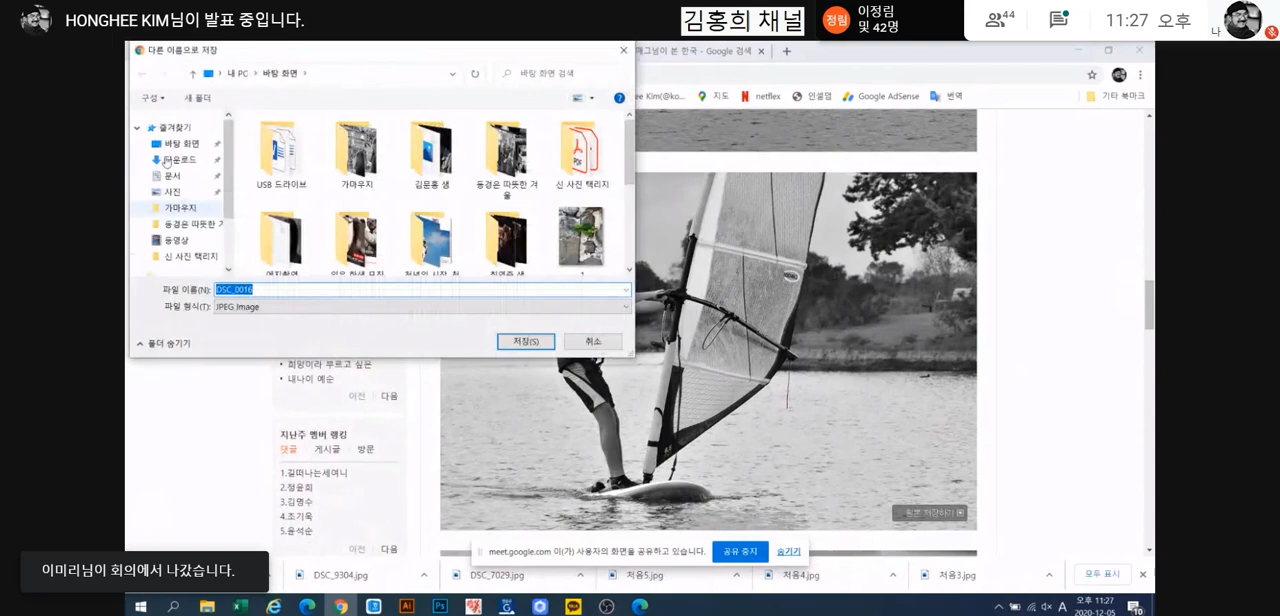 HONGHEE KIM님이 발표 중입니다.
김홍희 채널
정림
이정림
및 42명
44
11:27 오후
나
다른 이름으로 저장
매그넘이 본 한국 - Google 검색
내 PC > 바탕 화면 >
바탕 화면 검색
구성
새 폴더
ee Kim(@ko...
지도
netflex
인셀덤
Google AdSense
번역
기타 북마크
즐겨찾기
바탕 화면
다운로드
문서
사진
가마우지
동경은 따뜻한 겨
동영상
신 사진 택리지
USB 드라이브
가마우지
김문홍 샘
동경은 따뜻한 겨
울
신 사진 택리지
1
파일 이름(N):
DSC_0016
파일 형식(T):
JPEG Image
폴더 숨기기
저장(S)
취소
희망이라 부르고 싶은
내나이 예순
이전
다음
지난주 멤버 랭킹
댓글
게시글
방문
1.길떠나는세여니
2.정윤희
3.김명수
4.조기욱
5.윤석순
이전
다음
원본 저장하기
meet.google.com 이(가) 사용자의 화면을 공유하고 있습니다.
공유 중지
숨기기
이미리님이 회의에서 나갔습니다.
DSC_9304.jpg
DSC_7029.jpg
처음5.jpg
처음4.jpg
처음3.jpg
모두 표시
A
오후 11:27
2020-12-05
10